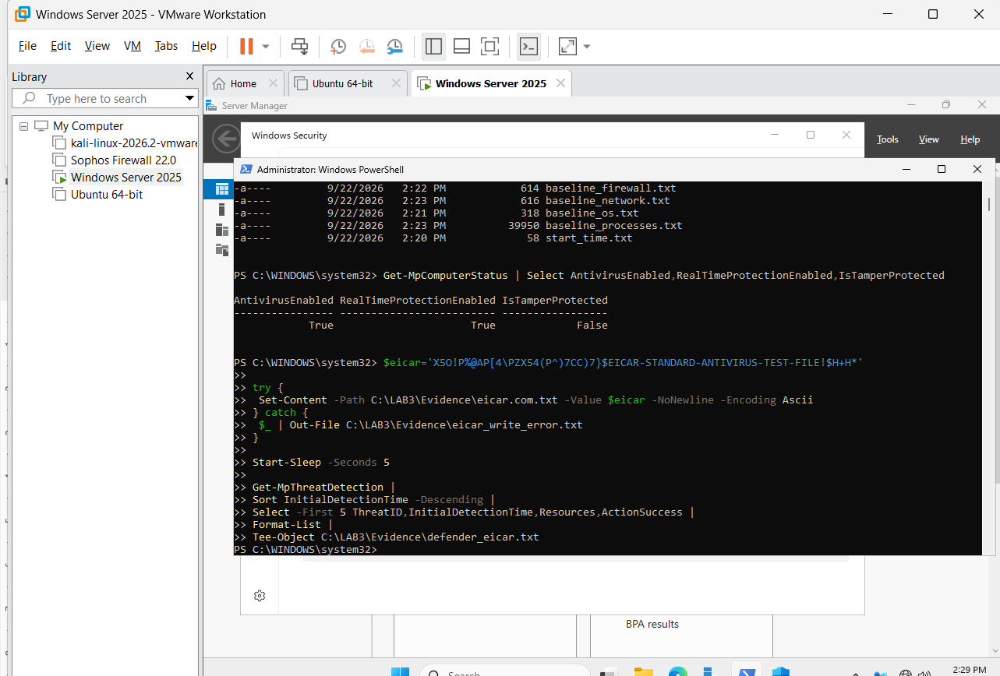 Windows Server 2025 - VMware Workstation
File Edit View VM Tabs Help
Library
Type here to search
My Computer
kali-linux-2026.2-vmware
Sophos Firewall 22.0
Windows Server 2025
Ubuntu 64-bit
Home
Ubuntu 64-bit
Windows Server 2025
Server Manager
Windows Security
Tools View Help
Administrator: Windows PowerShell
-a---- 9/22/2026 2:22 PM 614 baseline_firewall.txt
-a---- 9/22/2026 2:23 PM 616 baseline_network.txt
-a---- 9/22/2026 2:21 PM 318 baseline_os.txt
-a---- 9/22/2026 2:23 PM 39950 baseline_processes.txt
-a---- 9/22/2026 2:20 PM 58 start_time.txt
PS C:\WINDOWS\system32> Get-MpComputerStatus | Select AntivirusEnabled,RealTimeProtectionEnabled,IsTamperProtected
AntivirusEnabled RealTimeProtectionEnabled IsTamperProtected
---------------- ------------------------- -----------------
True True False
PS C:\WINDOWS\system32> $eicar='X5O!P%@AP[4\PZX54(P^)7CC)7}$EICAR-STANDARD-ANTIVIRUS-TEST-FILE!$H+H*'
>>
>> try {
>> Set-Content -Path C:\LAB3\Evidence\eicar.com.txt -Value $eicar -NoNewline -Encoding Ascii
>> } catch {
>> $_ | Out-File C:\LAB3\Evidence\eicar_write_error.txt
>> }
>>
>> Start-Sleep -Seconds 5
>>
>> Get-MpThreatDetection |
>> Sort InitialDetectionTime -Descending |
>> Select -First 5 ThreatID,InitialDetectionTime,Resources,ActionSuccess |
>> Format-List |
>> Tee-Object C:\LAB3\Evidence\defender_eicar.txt
PS C:\WINDOWS\system32>
BPA results
Search
2:29 PM